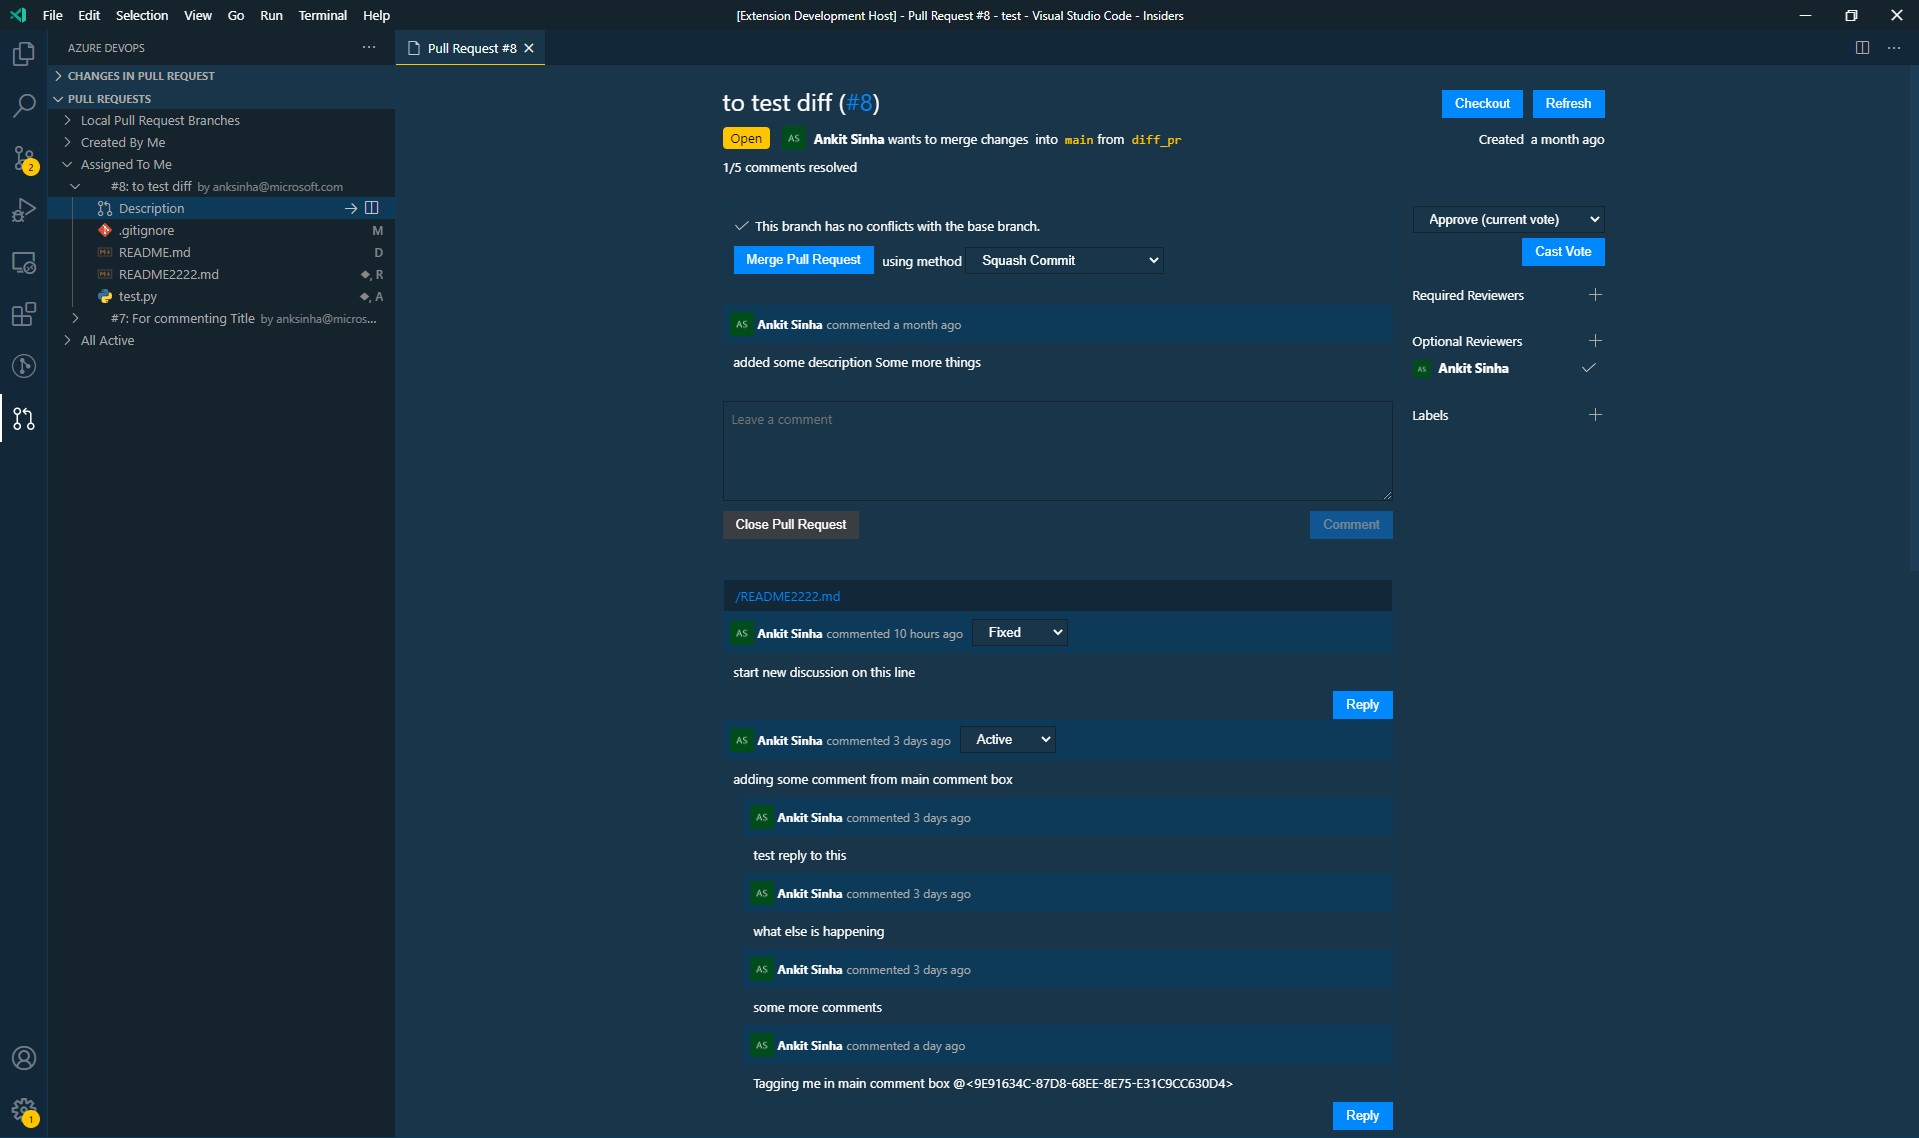 File Edit Selection View Go Run Terminal Help
[Extension Development Host] - Pull Request #8 - test - Visual Studio Code - Insiders
AZURE DEVOPS
Pull Request #8
CHANGES IN PULL REQUEST
PULL REQUESTS
Local Pull Request Branches
Created By Me
Assigned To Me
#8: to test diff by anksinha@microsoft.com
Description
.gitignore M
README.md D
README2222.md , R
test.py , A
#7: For commenting Title by anksinha@micros...
All Active
2
1
to test diff (#8)
Checkout
Refresh
Open AS Ankit Sinha wants to merge changes into main from diff_pr
Created a month ago
1/5 comments resolved
This branch has no conflicts with the base branch.
Merge Pull Request using method Squash Commit
Approve (current vote)
Cast Vote
Required Reviewers
Optional Reviewers
AS Ankit Sinha
Labels
AS Ankit Sinha commented a month ago
added some description Some more things
Leave a comment
Close Pull Request
Comment
/README2222.md
AS Ankit Sinha commented 10 hours ago Fixed
start new discussion on this line
Reply
AS Ankit Sinha commented 3 days ago Active
adding some comment from main comment box
AS Ankit Sinha commented 3 days ago
test reply to this
AS Ankit Sinha commented 3 days ago
what else is happening
AS Ankit Sinha commented 3 days ago
some more comments
AS Ankit Sinha commented a day ago
Tagging me in main comment box @<9E91634C-87D8-68EE-8E75-E31C9CC630D4>
Reply